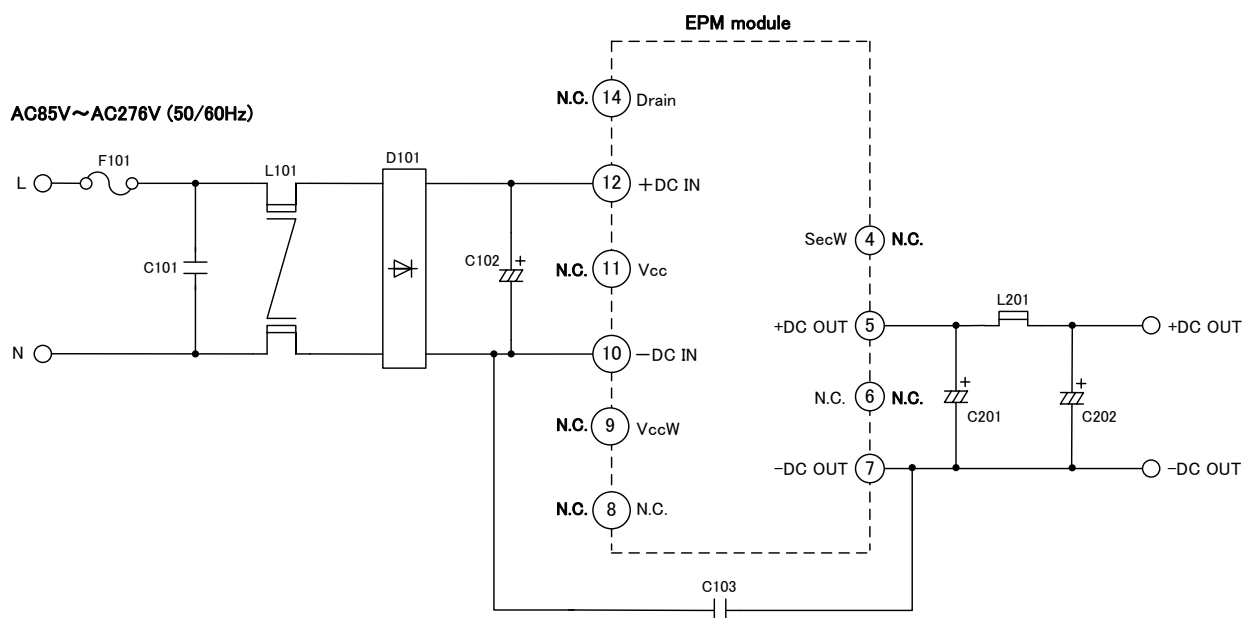 EPM module
N.C. 14 Drain
AC85V～AC276V (50/60Hz)
F101
L101
D101
L
12 ＋DC IN
SecW 4 N.C.
C101
C102 +
N.C. 11 Vcc
L201
+DC OUT 5
+DC OUT
N
10 －DC IN
N.C. 6 N.C.
+
C201
+
C202
N.C. 9 VccW
-DC OUT 7
-DC OUT
N.C. 8 N.C.
C103